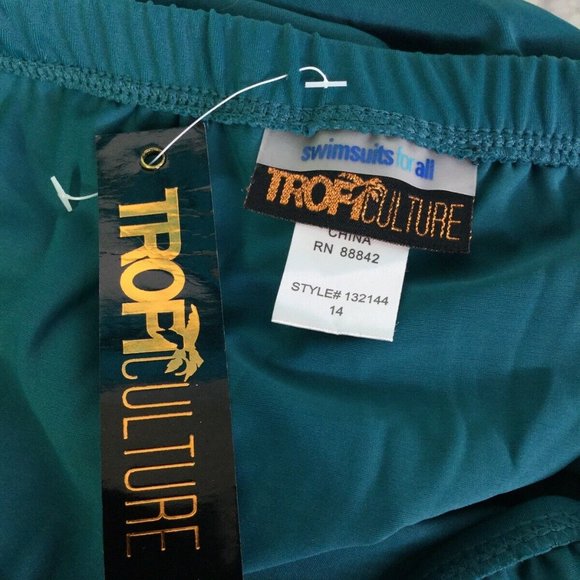 swimsuits for all
TROPICULTURE
CHINA
RN 88842
STYLE# 132144
14
TROPICULTURE